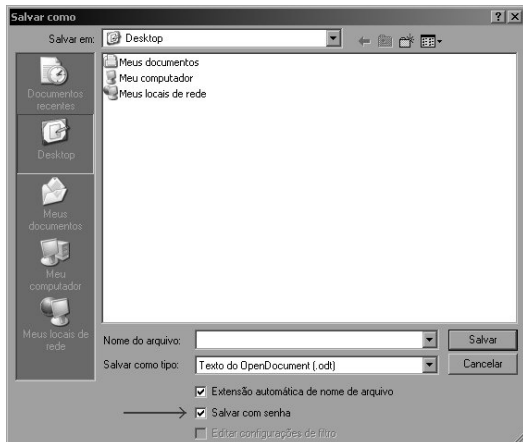 Salvar como
Salvar em: Desktop
Documentos
recentes
Desktop
Meus
documentos
Meu
computador
Meus locais de
rede
Meus documentos
Meu computador
Meus locais de rede
Nome do arquivo:
Salvar
Salvar como tipo: Texto do OpenDocument (.odt)
Cancelar
Extensão automática de nome de arquivo
Salvar com senha
Editar configurações de filtro